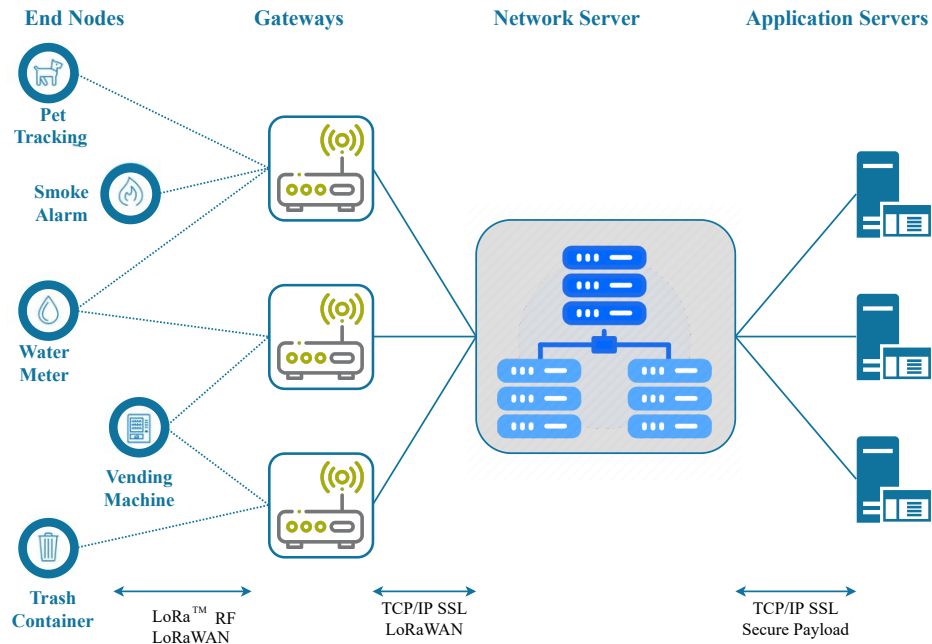 End Nodes
Gateways
Network Server
Application Servers
Pet
Tracking
Smoke
Alarm
Water
Meter
Vending
Machine
Trash
Container
LoRa™ RF
LoRaWAN
TCP/IP SSL
LoRaWAN
TCP/IP SSL
Secure Payload